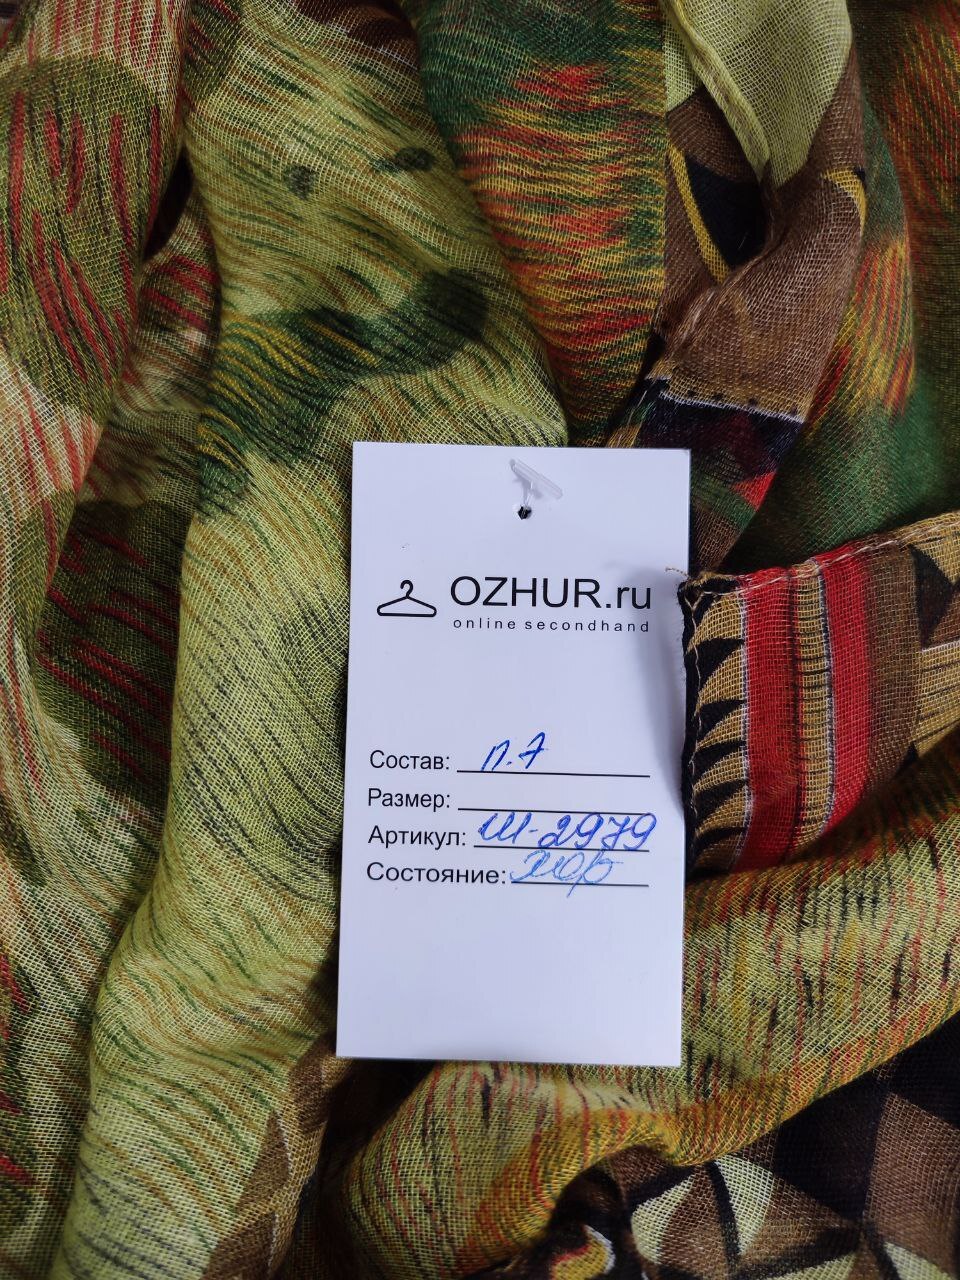 OZHUR.ru
online secondhand
Состав: п.э
Размер:
Артикул: Ш-2979
Состояние: хор